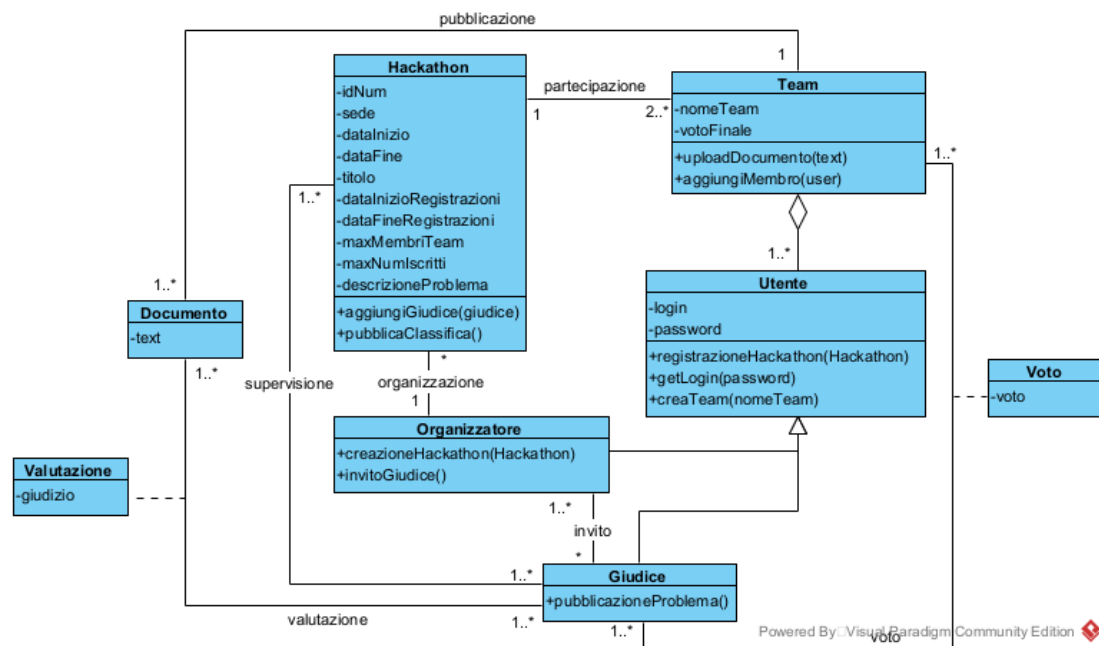 pubblicazione
1
Hackathon
-idNum
-sede
-dataInizio
-dataFine
-titolo
-dataInizioRegistrazioni
-dataFineRegistrazioni
-maxMembriTeam
-maxNumIscritti
-descrizioneProblema
+aggiungiGiudice(giudice)
+pubblicaClassifica()
partecipazione
1
2..*
Team
-nomeTeam
-votoFinale
+uploadDocumento(text)
+aggiungiMembro(user)
1..*
1..*
1..*
Utente
-login
-password
+registrazioneHackathon(Hackathon)
+getLogin(password)
+creaTeam(nomeTeam)
1..*
Documento
-text
1..*
supervisione
*
organizzazione
1
Voto
-voto
Organizzatore
+creazioneHackathon(Hackathon)
+invitoGiudice()
Valutazione
-giudizio
1..*
invito
*
1..*
Giudice
+pubblicazioneProblema()
valutazione
1..*
1..*
voto
Powered By Visual Paradigm Community Edition